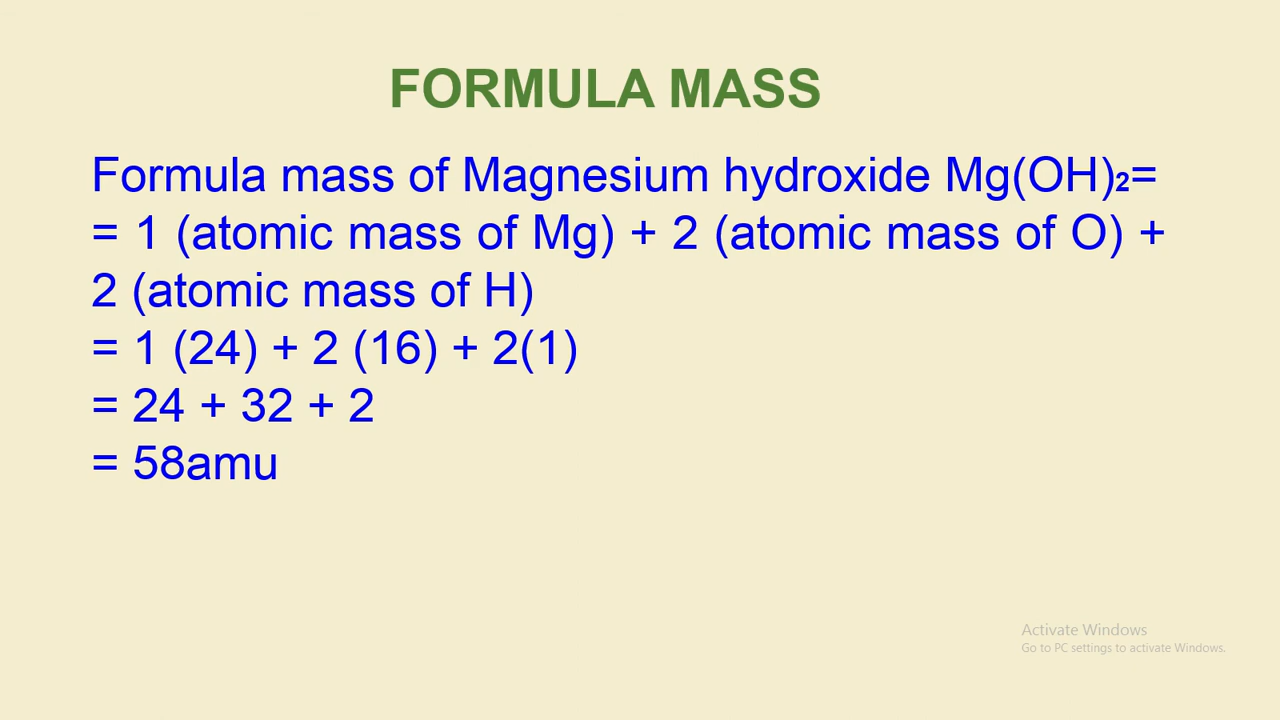 FORMULA MASS
Formula mass of Magnesium hydroxide Mg(OH)₂=
= 1 (atomic mass of Mg) + 2 (atomic mass of O) +
2 (atomic mass of H)
= 1 (24) + 2 (16) + 2(1)
= 24 + 32 + 2
= 58amu
Activate Windows
Go to PC settings to activate Windows.